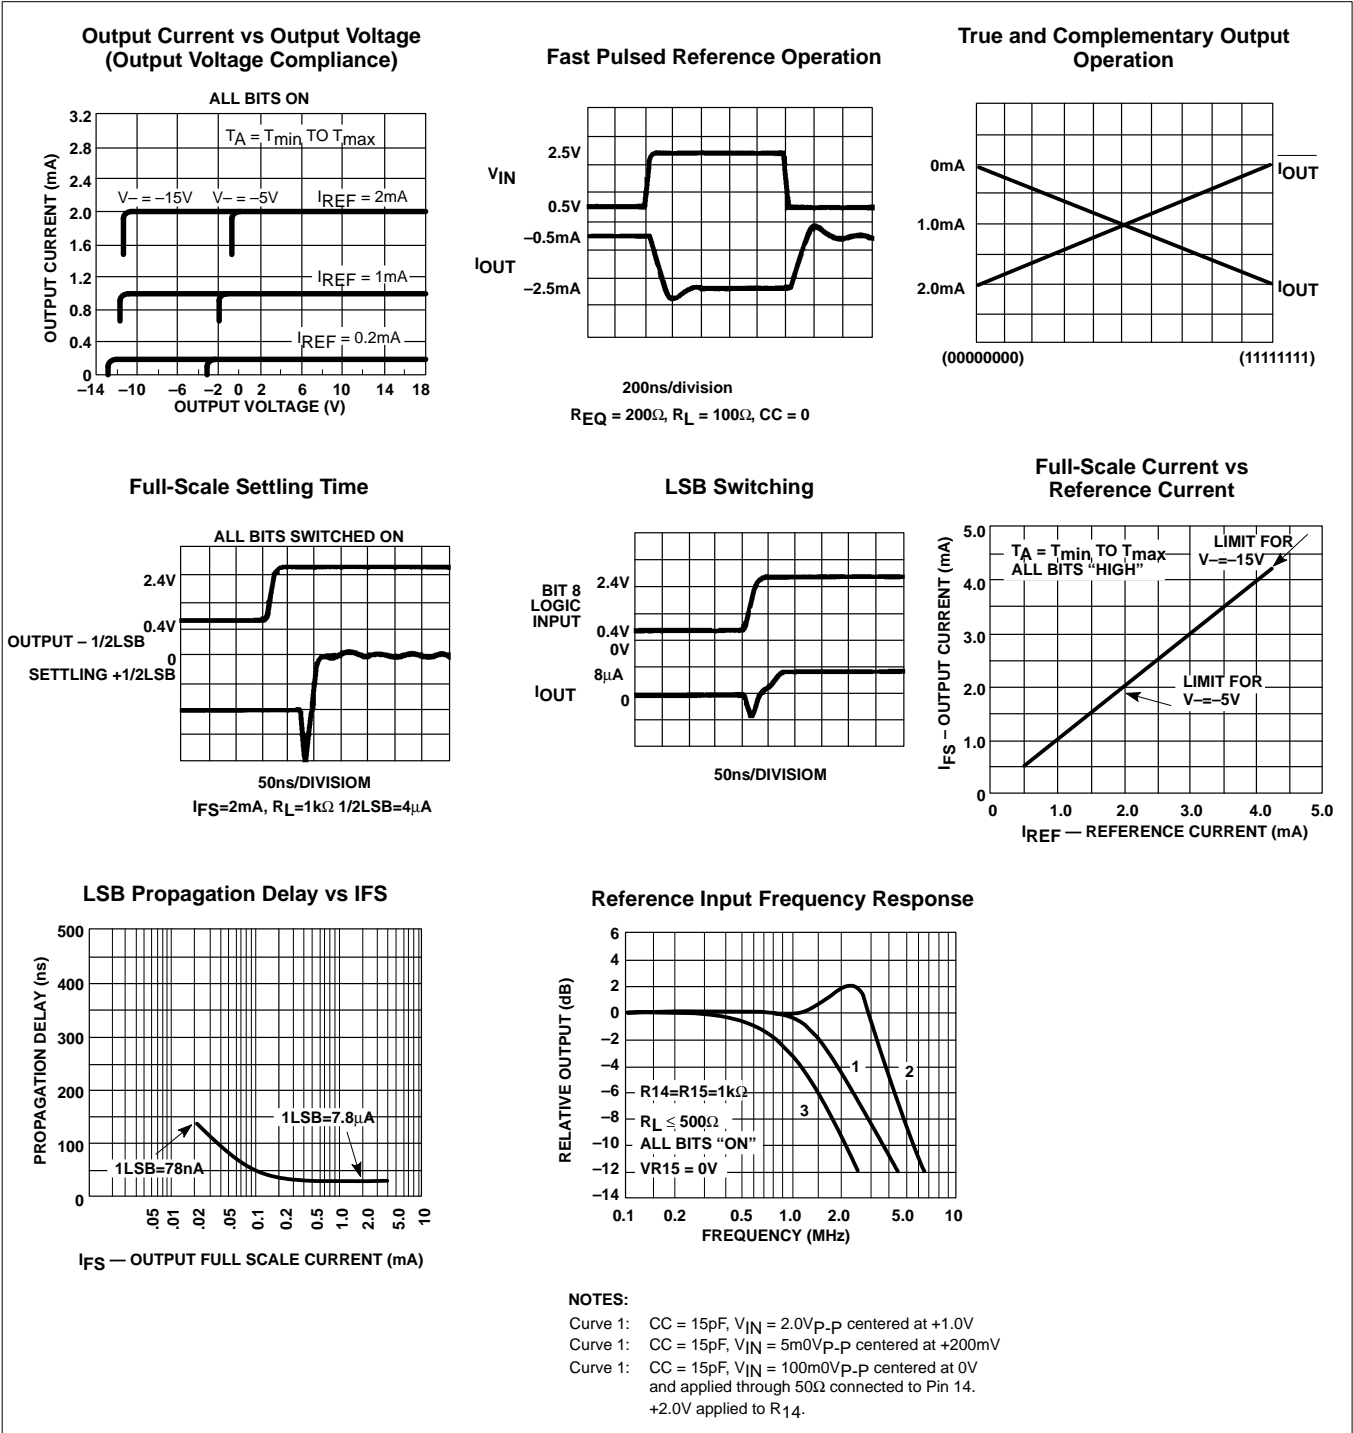 Output Current vs Output Voltage
(Output Voltage Compliance)
ALL BITS ON
OUTPUT CURRENT (mA)
3.2
2.8
2.4
2.0
1.6
1.2
0.8
0.4
0
TA = Tmin TO Tmax
V– = –15V
V– = –5V
IREF = 2mA
IREF = 1mA
IREF = 0.2mA
–14 –10 –6 –2 0 2 6 10 14 18
OUTPUT VOLTAGE (V)
Fast Pulsed Reference Operation
VIN
2.5V
0.5V
–0.5mA
IOUT
–2.5mA
200ns/division
REQ = 200Ω, RL = 100Ω, CC = 0
True and Complementary Output
Operation
0mA
1.0mA
2.0mA
IOUT
IOUT
(00000000) (11111111)
Full-Scale Settling Time
ALL BITS SWITCHED ON
2.4V
0.4V
OUTPUT – 1/2LSB
0
SETTLING +1/2LSB
50ns/DIVISIOM
IFS=2mA, RL=1kΩ 1/2LSB=4µA
LSB Switching
BIT 8
LOGIC
INPUT
2.4V
0.4V
0V
8µA
IOUT
0
50ns/DIVISIOM
Full-Scale Current vs
Reference Current
IFS – OUTPUT CURRENT (mA)
5.0
4.0
3.0
2.0
1.0
0
TA = Tmin TO Tmax
ALL BITS “HIGH”
LIMIT FOR
V–=–15V
LIMIT FOR
V–=–5V
0 1.0 2.0 3.0 4.0 5.0
IREF — REFERENCE CURRENT (mA)
LSB Propagation Delay vs IFS
PROPAGATION DELAY (ns)
500
400
300
200
100
0
1LSB=7.8µA
1LSB=78nA
.05 .01 .02 .05 0.1 0.2 0.5 1.0 2.0 5.0 10
IFS — OUTPUT FULL SCALE CURRENT (mA)
Reference Input Frequency Response
RELATIVE OUTPUT (dB)
6
4
2
0
–2
–4
–6
–8
–10
–12
–14
R14=R15=1kΩ
RL ≤ 500Ω
ALL BITS “ON”
VR15 = 0V
1
2
3
0.1 0.2 0.5 1.0 2.0 5.0 10
FREQUENCY (MHz)
NOTES:
Curve 1: CC = 15pF, VIN = 2.0VP-P centered at +1.0V
Curve 1: CC = 15pF, VIN = 5m0VP-P centered at +200mV
Curve 1: CC = 15pF, VIN = 100m0VP-P centered at 0V
and applied through 50Ω connected to Pin 14.
+2.0V applied to R14.